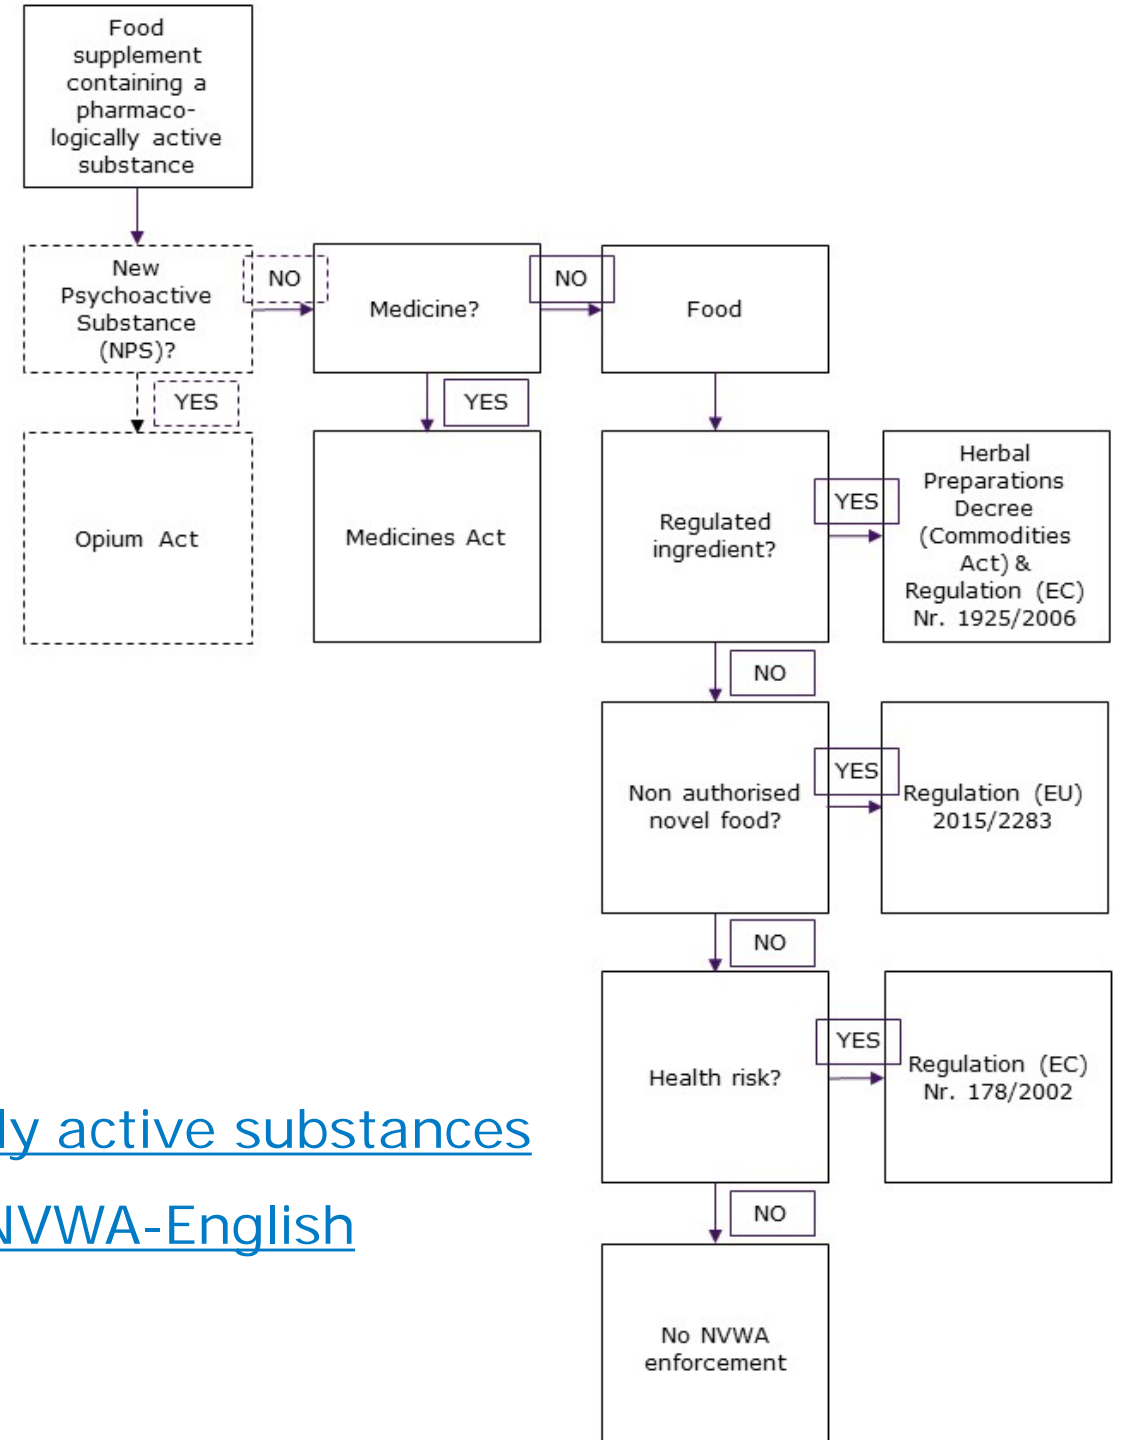 Food
supplement
containing a
pharmaco-
logically active
substance
New
Psychoactive
Substance
(NPS)?
NO
Medicine?
NO
Food
YES
YES
Opium Act
Medicines Act
Regulated
ingredient?
YES
Herbal
Preparations
Decree
(Commodities
Act) &
Regulation (EC)
Nr. 1925/2006
NO
Non authorised
novel food?
YES
Regulation (EU)
2015/2283
NO
Health risk?
YES
Regulation (EC)
Nr. 178/2002
active substances
NVWA-English
NO
No NVWA
enforcement